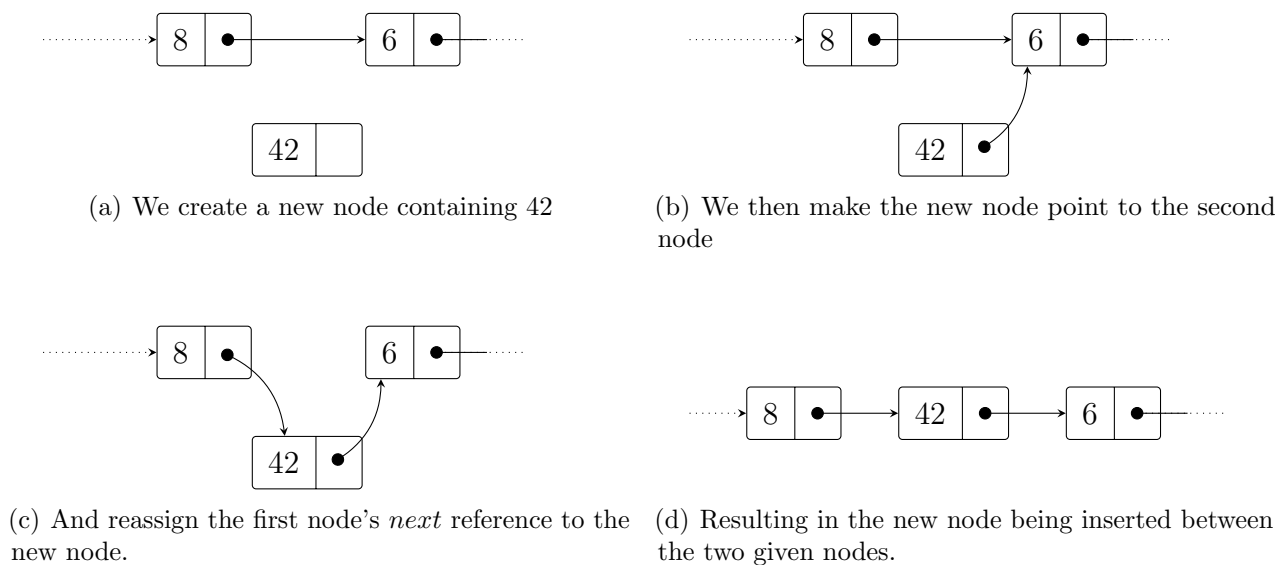 8 6
42
(a) We create a new node containing 42
8 6
42
(b) We then make the new node point to the second
node
8 6
42
(c) And reassign the first node's next reference to the
new node.
8 42 6
(d) Resulting in the new node being inserted between
the two given nodes.